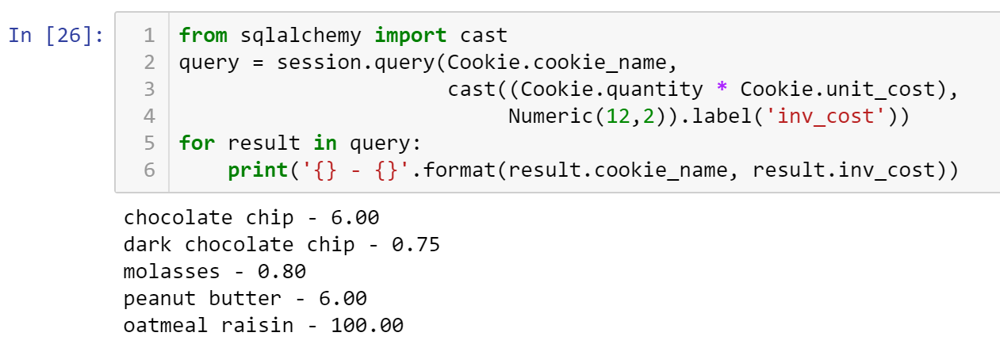 In [26]:
1 from sqlalchemy import cast
2 query = session.query(Cookie.cookie_name,
3                       cast((Cookie.quantity * Cookie.unit_cost),
4                            Numeric(12,2)).label('inv_cost'))
5 for result in query:
6     print('{} - {}'.format(result.cookie_name, result.inv_cost))
chocolate chip - 6.00
dark chocolate chip - 0.75
molasses - 0.80
peanut butter - 6.00
oatmeal raisin - 100.00